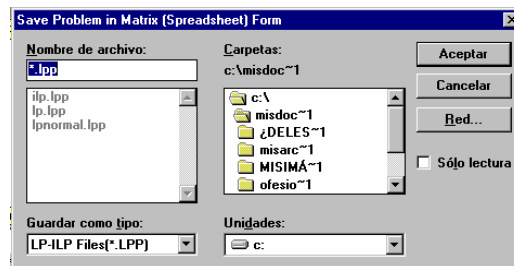 Save Problem in Matrix (Spreadsheet) Form
Nombre de archivo:
*.lpp
ilp.lpp
lp.lpp
lpnormal.lpp
Guardar como tipo:
LP-ILP Files(*.LPP)
Carpetas:
c:\misdoc~1
c:\
misdoc~1
¿DELES~1
misarc~1
MISIMÁ~1
ofesio~1
Unidades:
c:
Aceptar
Cancelar
Red...
Sólo lectura